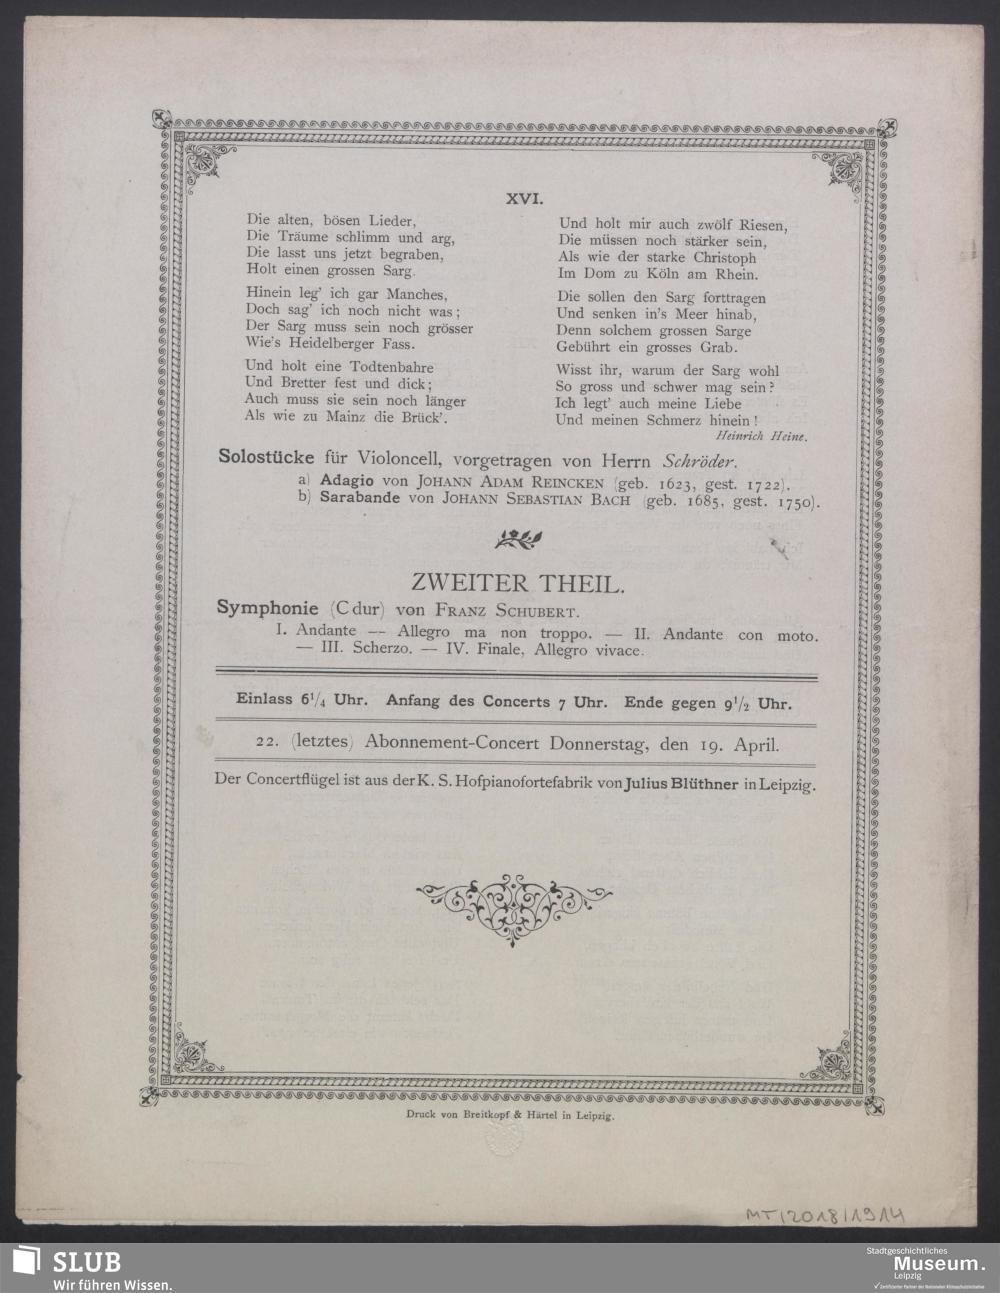 XVI.
Die alten, bösen Lieder,
Die Träume schlimm und arg,
Die lasst uns jetzt begraben,
Holt einen grossen Sarg.
Hinein leg' ich gar Manches,
Doch sag' ich noch nicht was;
Der Sarg muss sein noch grösser
Wie's Heidelberger Fass.
Und holt eine Todtenbahre
Und Bretter fest und dick;
Auch muss sie sein noch länger
Als wie zu Mainz die Brück'.
Und holt mir auch zwölf Riesen,
Die müssen noch stärker sein,
Als wie der starke Christoph
Im Dom zu Köln am Rhein.
Die sollen den Sarg forttragen
Und senken in's Meer hinab,
Denn solchem grossen Sarge
Gebührt ein grosses Grab.
Wisst ihr, warum der Sarg wohl
So gross und schwer mag sein?
Ich legt' auch meine Liebe
Und meinen Schmerz hinein!
Heinrich Heine.
Solostücke für Violoncell, vorgetragen von Herrn Schröder.
a) Adagio von JOHANN ADAM REINCKEN (geb. 1623, gest. 1722).
b) Sarabande von JOHANN SEBASTIAN BACH (geb. 1685, gest. 1750).
ZWEITER THEIL.
Symphonie (C dur) von FRANZ SCHUBERT.
I. Andante — Allegro ma non troppo. — II. Andante con moto.
— III. Scherzo. — IV. Finale, Allegro vivace.
Einlass 6¼ Uhr. Anfang des Concerts 7 Uhr. Ende gegen 9½ Uhr.
22. (letztes) Abonnement-Concert Donnerstag, den 19. April.
Der Concertflügel ist aus der K. S. Hofpianofortefabrik von Julius Blüthner in Leipzig.
Druck von Breitkopf & Härtel in Leipzig.
MT/2018/1914
SLUB
Wir führen Wissen.
Stadtgeschichtliches
Museum.
Leipzig